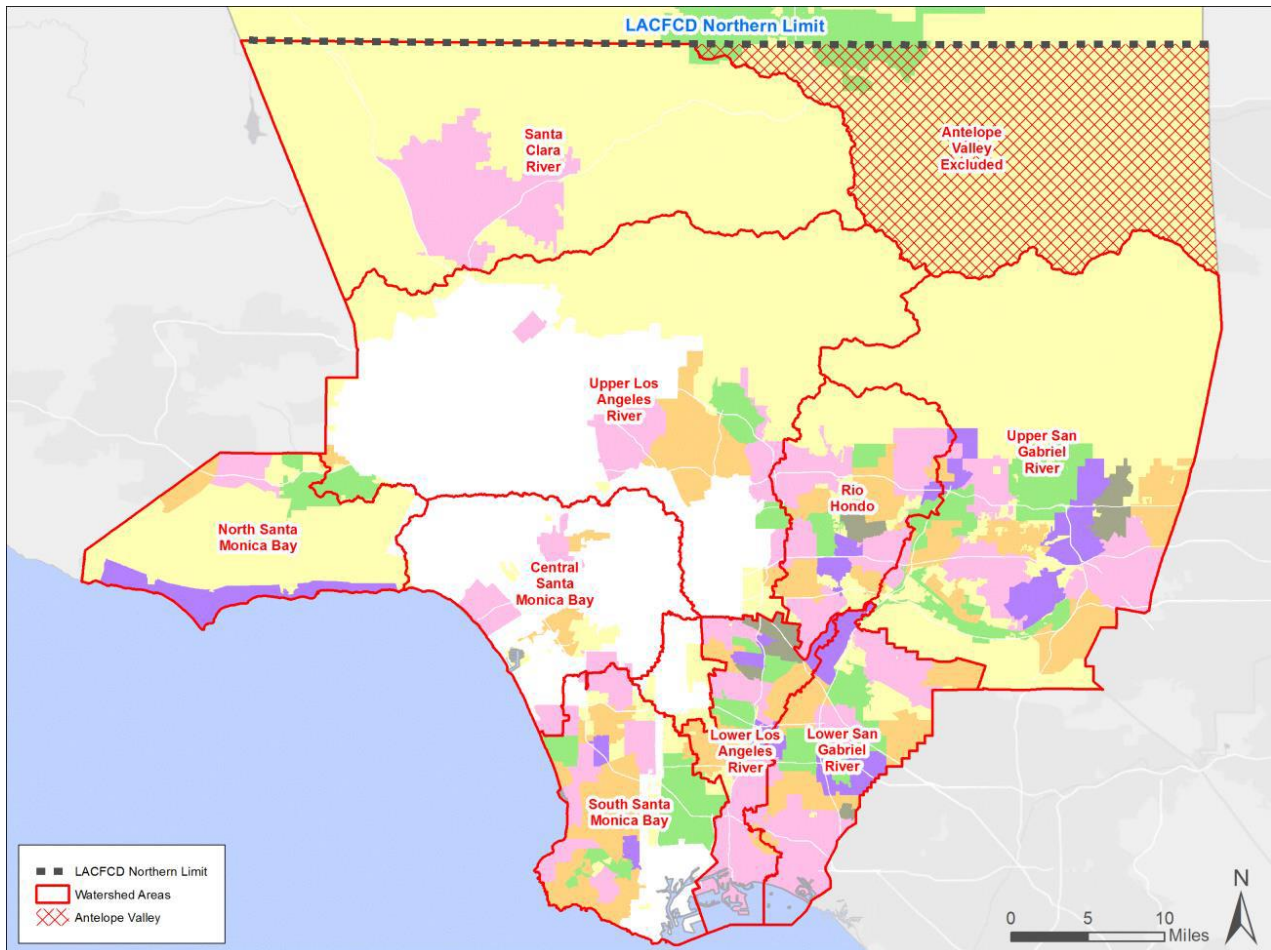 LACFCD Northern Limit
Santa
Clara
River
Antelope
Valley
Excluded
Upper Los
Angeles
River
Upper San
Gabriel
River
Rio
Hondo
North Santa
Monica Bay
Central
Santa
Monica Bay
Lower Los
Angeles
River
Lower San
Gabriel
River
South Santa
Monica Bay
LACFCD Northern Limit
Watershed Areas
Antelope Valley
N
0 5 10
Miles